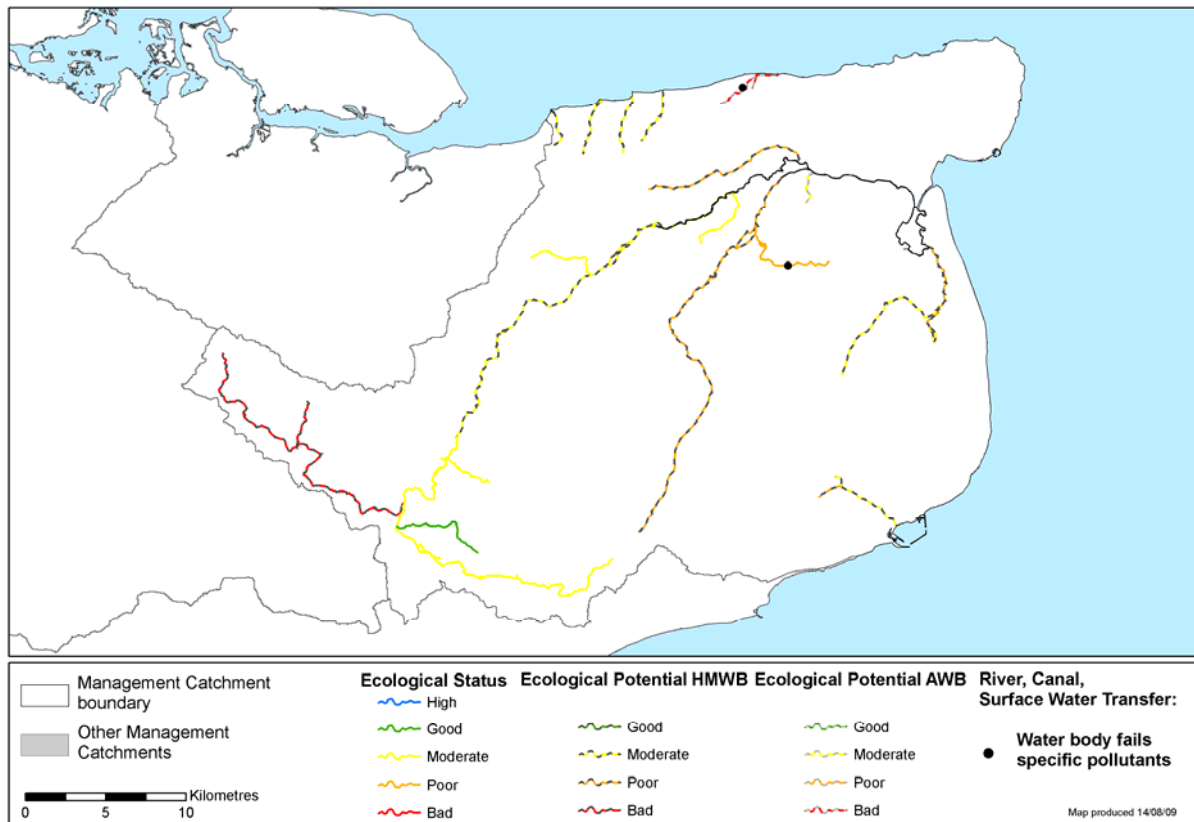 Management Catchment
boundary
Other Management
Catchments
Kilometres
0 5 10
Ecological Status
High
Good
Moderate
Poor
Bad
Ecological Potential HMWB
Good
Moderate
Poor
Bad
Ecological Potential AWB
Good
Moderate
Poor
Bad
River, Canal,
Surface Water Transfer:
Water body fails
specific pollutants
Map produced 14/08/09